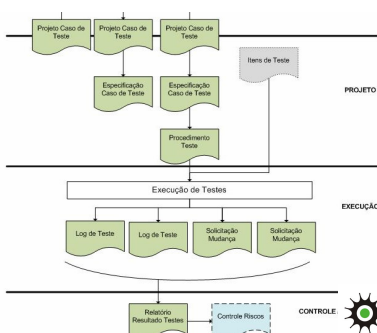 Projeto Caso de
Teste
Projeto Caso de
Teste
Projeto Caso de
Teste
Itens de Teste
Especificação
Caso de Teste
Especificação
Caso de Teste
PROJETO
Procedimento
Teste
Execução de Testes
EXECUÇÃO
Log de Teste
Log de Teste
Solicitação
Mudança
Solicitação
Mudança
Relatório
Resultado Testes
Controle Riscos
CONTROLE